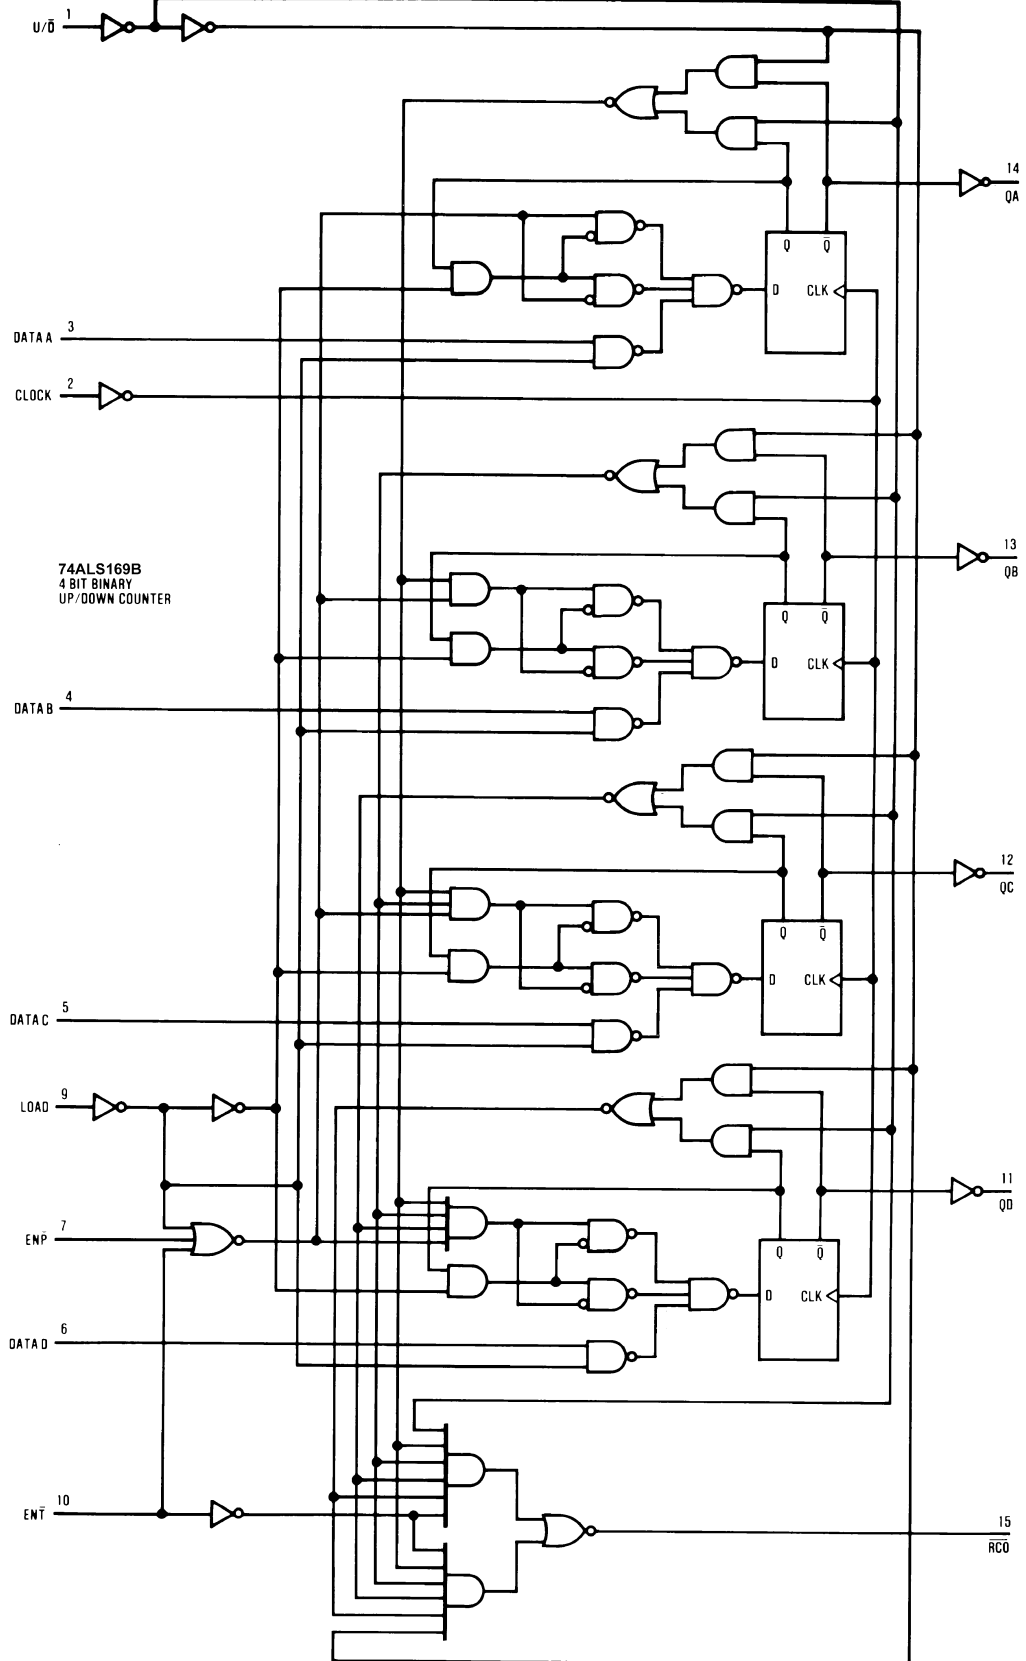 1
U/D̅
14
QA
Q Q̅
D CLK
3
DATA A
2
CLOCK
13
QB
74ALS169B
4 BIT BINARY
UP/DOWN COUNTER
Q Q̅
D CLK
4
DATA B
12
QC
Q Q̅
D CLK
5
DATA C
9
LOAD
11
QD
7
ENP̅
Q Q̅
D CLK
6
DATA D
10
ENT̅
15
R̅C̅O̅